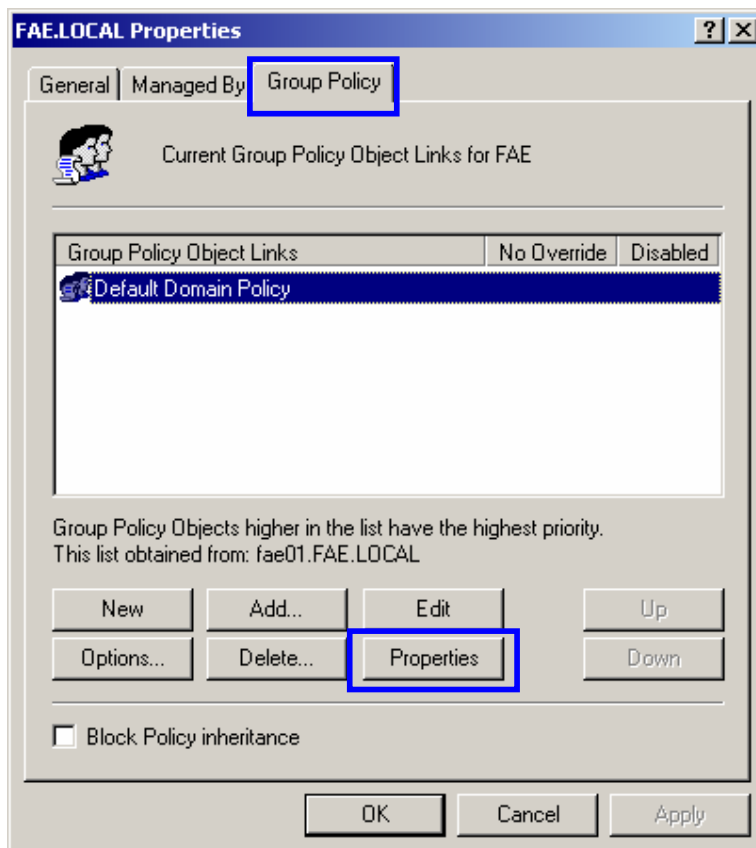 FAE.LOCAL Properties
General Managed By Group Policy
Current Group Policy Object Links for FAE
Group Policy Object Links No Override Disabled
Default Domain Policy
Group Policy Objects higher in the list have the highest priority.
This list obtained from: fae01.FAE.LOCAL
New Add... Edit Up
Options... Delete... Properties Down
Block Policy inheritance
OK Cancel Apply